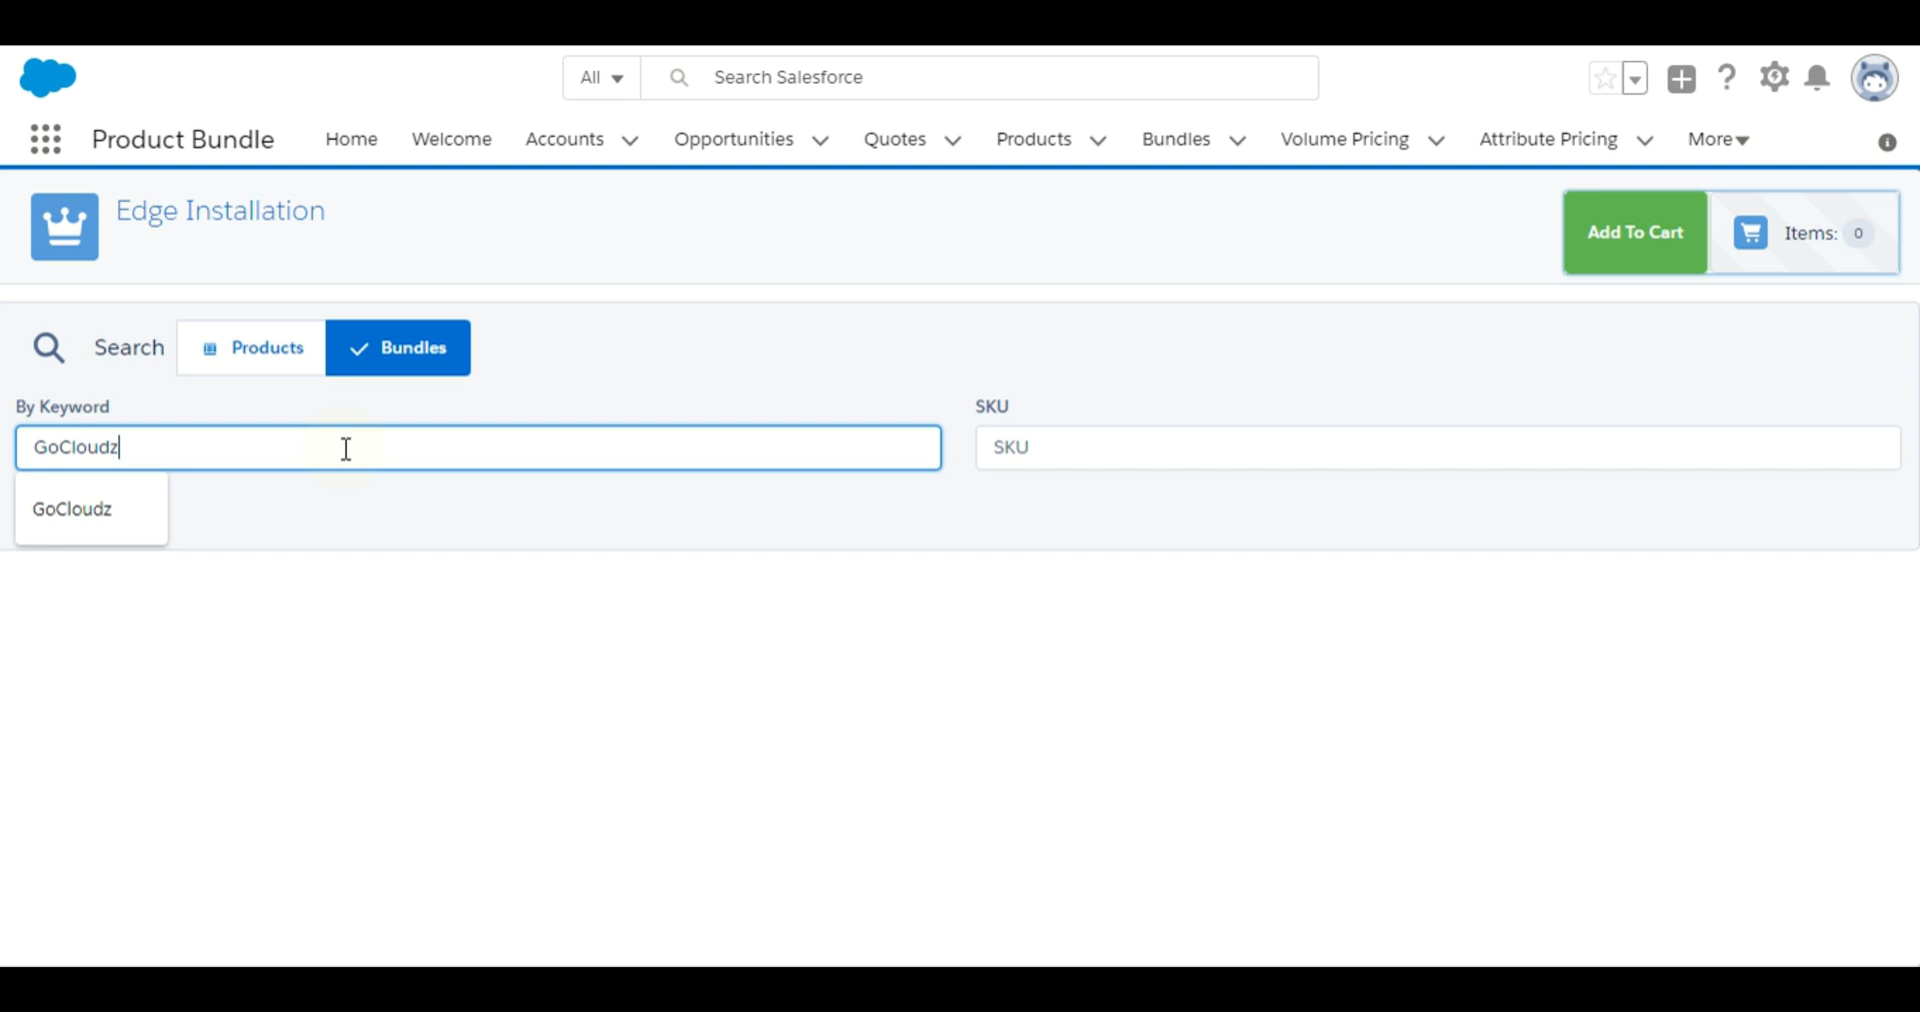 All Search Salesforce
Product Bundle Home Welcome Accounts Opportunities Quotes Products Bundles Volume Pricing Attribute Pricing More
Edge Installation
Add To Cart Items: 0
Search Products Bundles
By Keyword SKU
GoCloudz SKU
GoCloudz